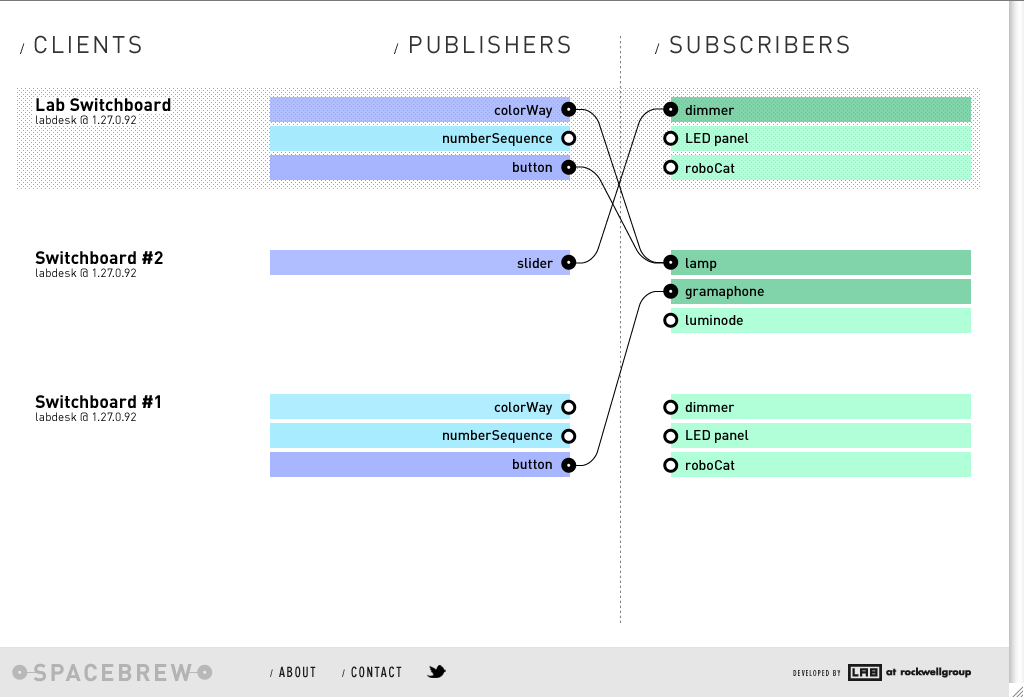 / CLIENTS
/ PUBLISHERS
/ SUBSCRIBERS
Lab Switchboard
labdesk @ 1.27.0.92
colorWay
dimmer
numberSequence
LED panel
button
roboCat
Switchboard #2
labdesk @ 1.27.0.92
slider
lamp
gramaphone
luminode
Switchboard #1
labdesk @ 1.27.0.92
colorWay
dimmer
numberSequence
LED panel
button
roboCat
SPACEBREW
/ ABOUT
/ CONTACT
DEVELOPED BY LAB at rockwellgroup